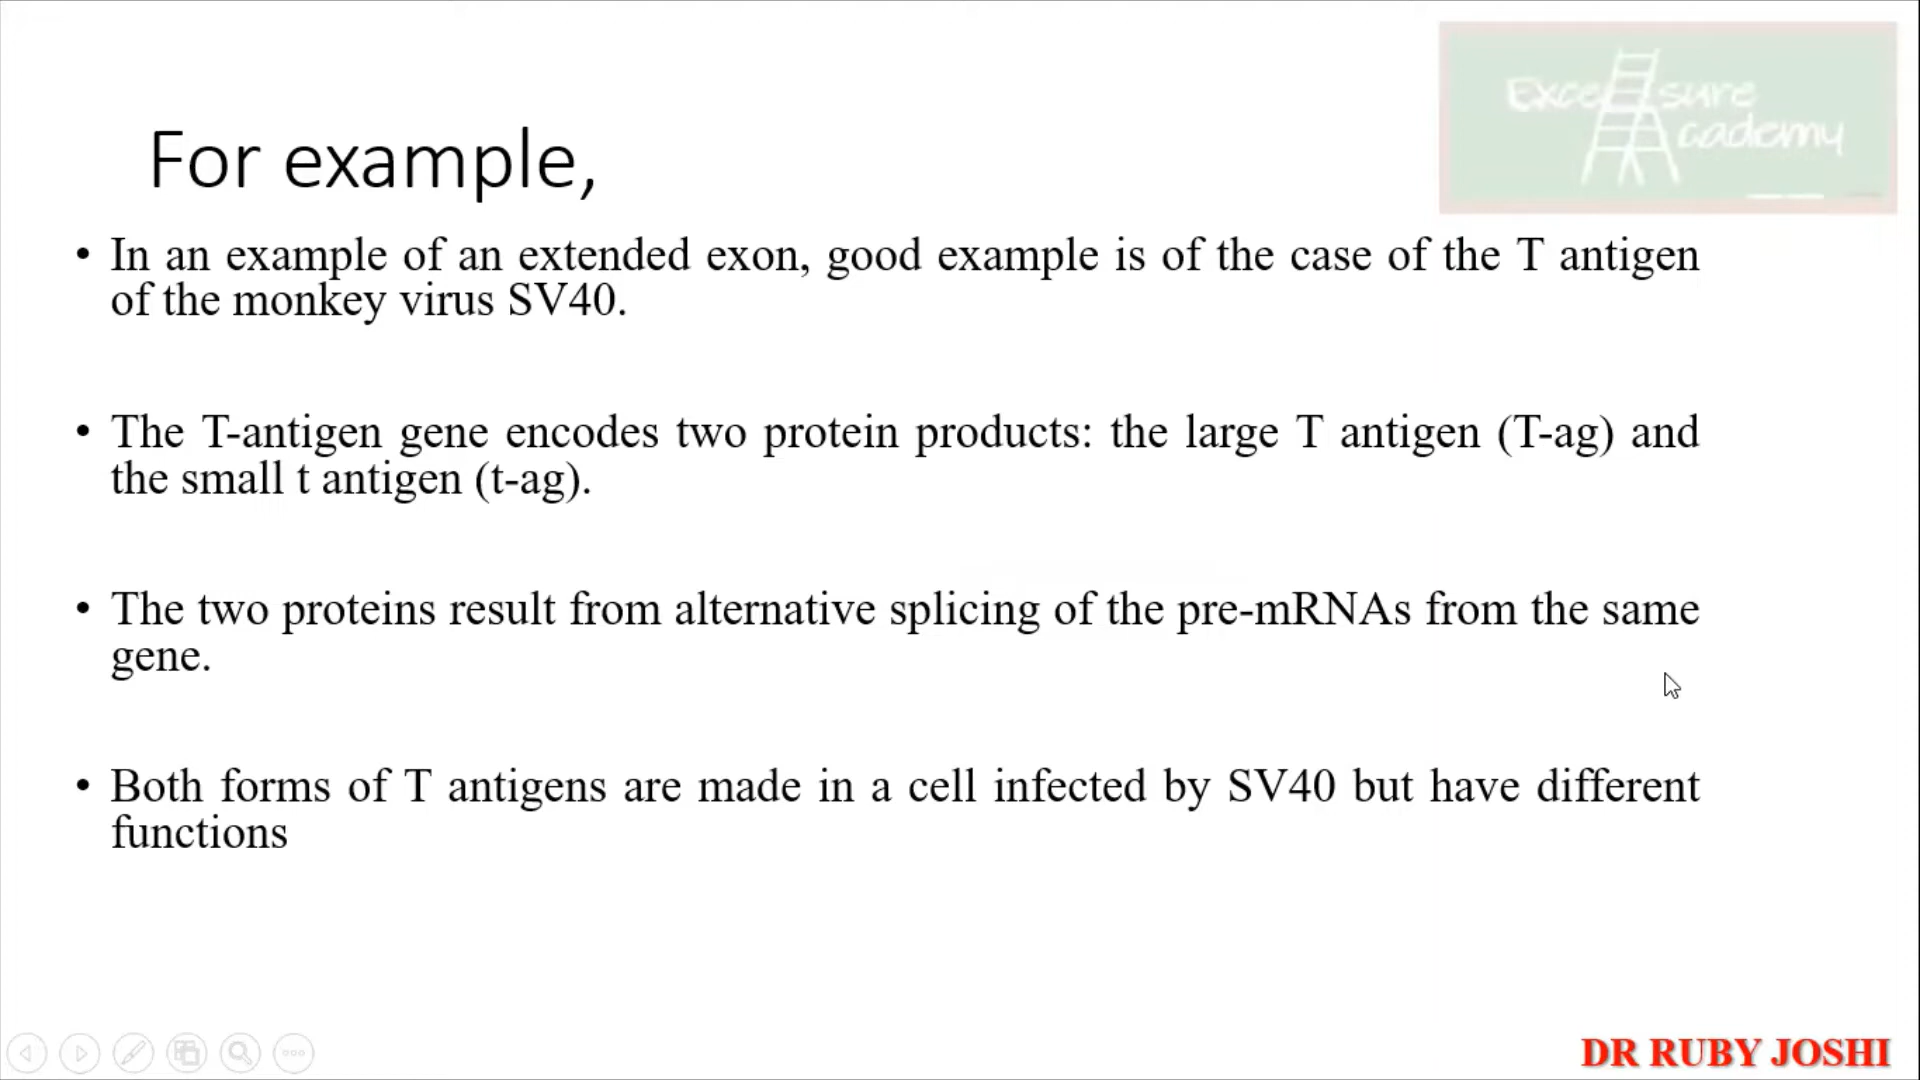 Excel sure
Academy
For example,
• In an example of an extended exon, good example is of the case of the T antigen
of the monkey virus SV40.
• The T-antigen gene encodes two protein products: the large T antigen (T-ag) and
the small t antigen (t-ag).
• The two proteins result from alternative splicing of the pre-mRNAs from the same
gene.
• Both forms of T antigens are made in a cell infected by SV40 but have different
functions
DR RUBY JOSHI